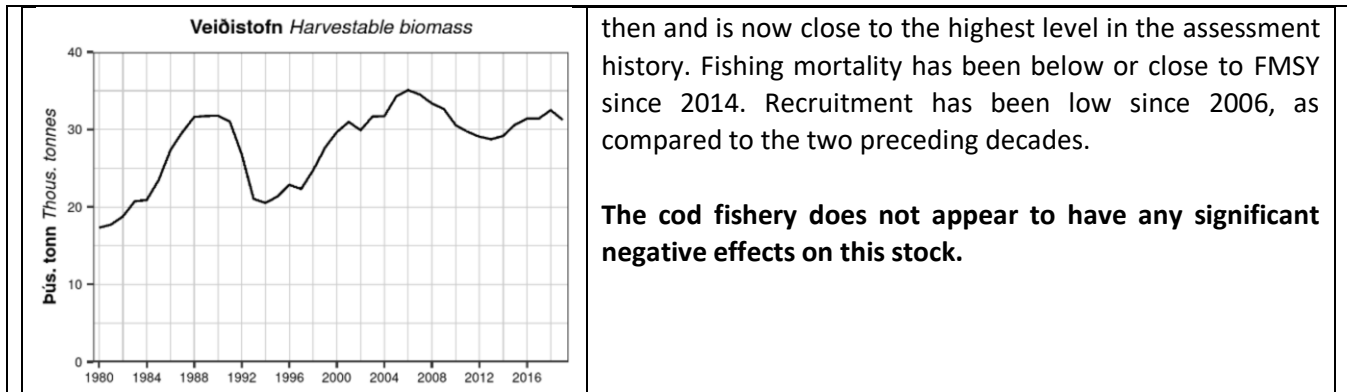 Veiðistofn Harvestable biomass
Þús. tonn Thous. tonnes
40
30
20
10
0
1980 1984 1988 1992 1996 2000 2004 2008 2012 2016
then and is now close to the highest level in the assessment
history. Fishing mortality has been below or close to FMSY
since 2014. Recruitment has been low since 2006, as
compared to the two preceding decades.
The cod fishery does not appear to have any significant
negative effects on this stock.